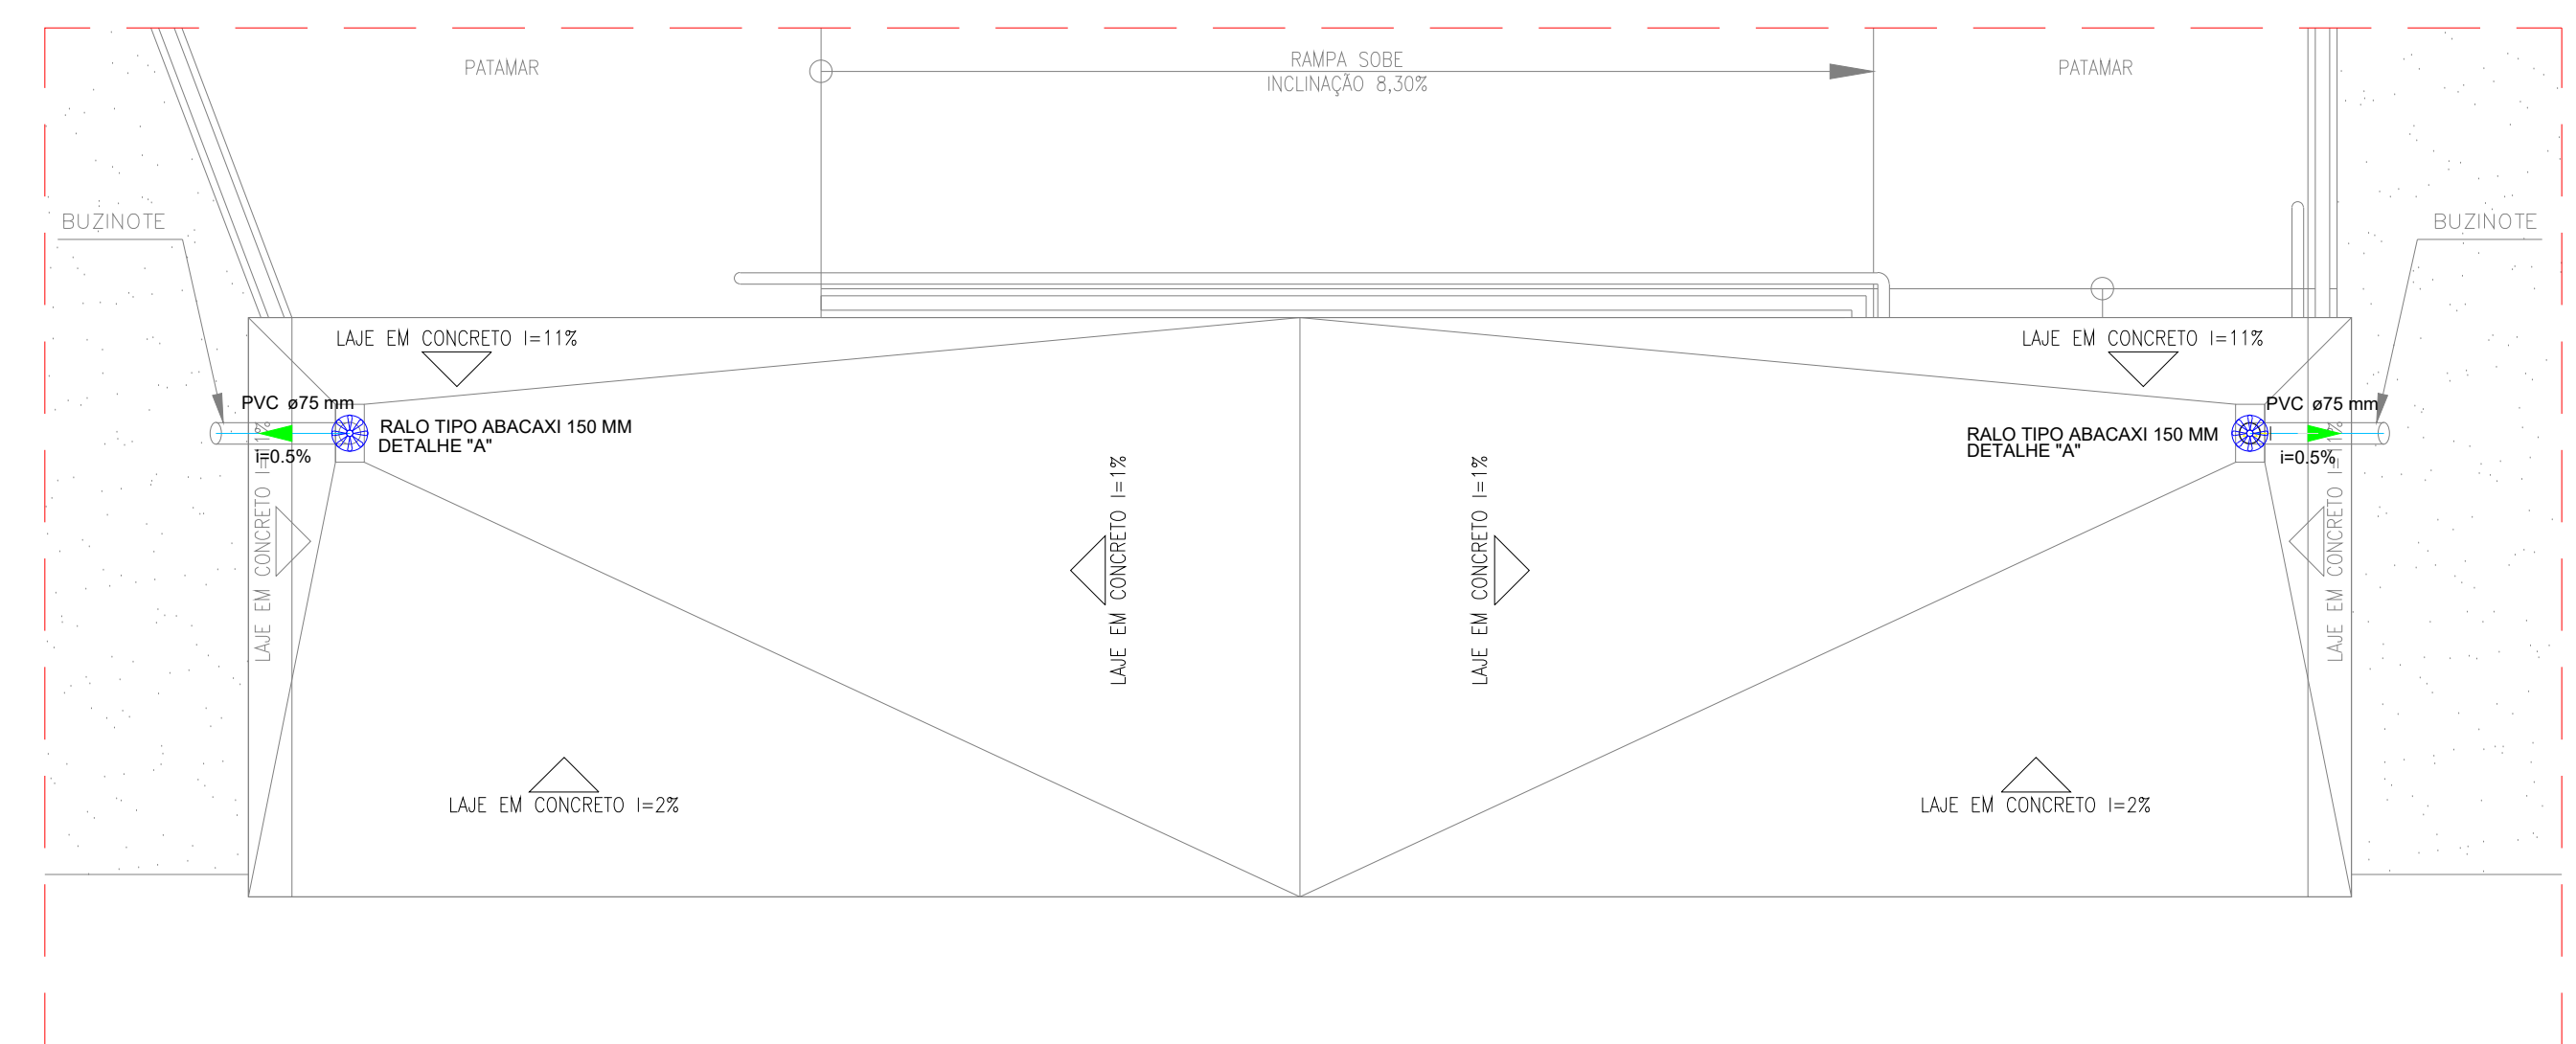 PATAMAR
RAMPA SOBE
INCLINAÇÃO 8,30%
PATAMAR
BUZINOTE
BUZINOTE
LAJE EM CONCRETO I=11%
LAJE EM CONCRETO I=11%
PVC ø75 mm
RALO TIPO ABACAXI 150 MM
DETALHE "A"
i=0.5%
PVC ø75 mm
RALO TIPO ABACAXI 150 MM
DETALHE "A"
i=0.5%
LAJE EM CONCRETO I=11%
LAJE EM CONCRETO I=1%
LAJE EM CONCRETO I=1%
LAJE EM CONCRETO I=11%
LAJE EM CONCRETO I=2%
LAJE EM CONCRETO I=2%